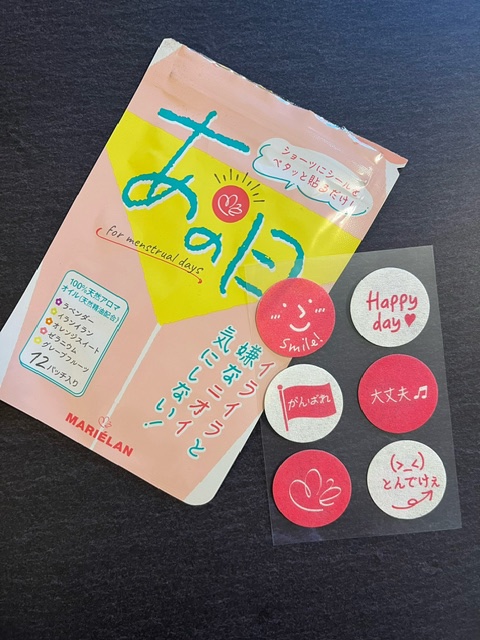 ショーツにシールを
ペタッと貼るだけ!
あの日
for menstrual days
100%天然アロマ
オイル(天然精油配合)
ラベンダー
イランイラン
オレンジスイート
ゼラニウム
グレープフルーツ
12パッチ入り
イライラと
嫌なニオイ
気にしない!
MARIÉLAN
smile!
Happy
day♥
がんばれ
大丈夫♫
(>_<)
とんでけぇ